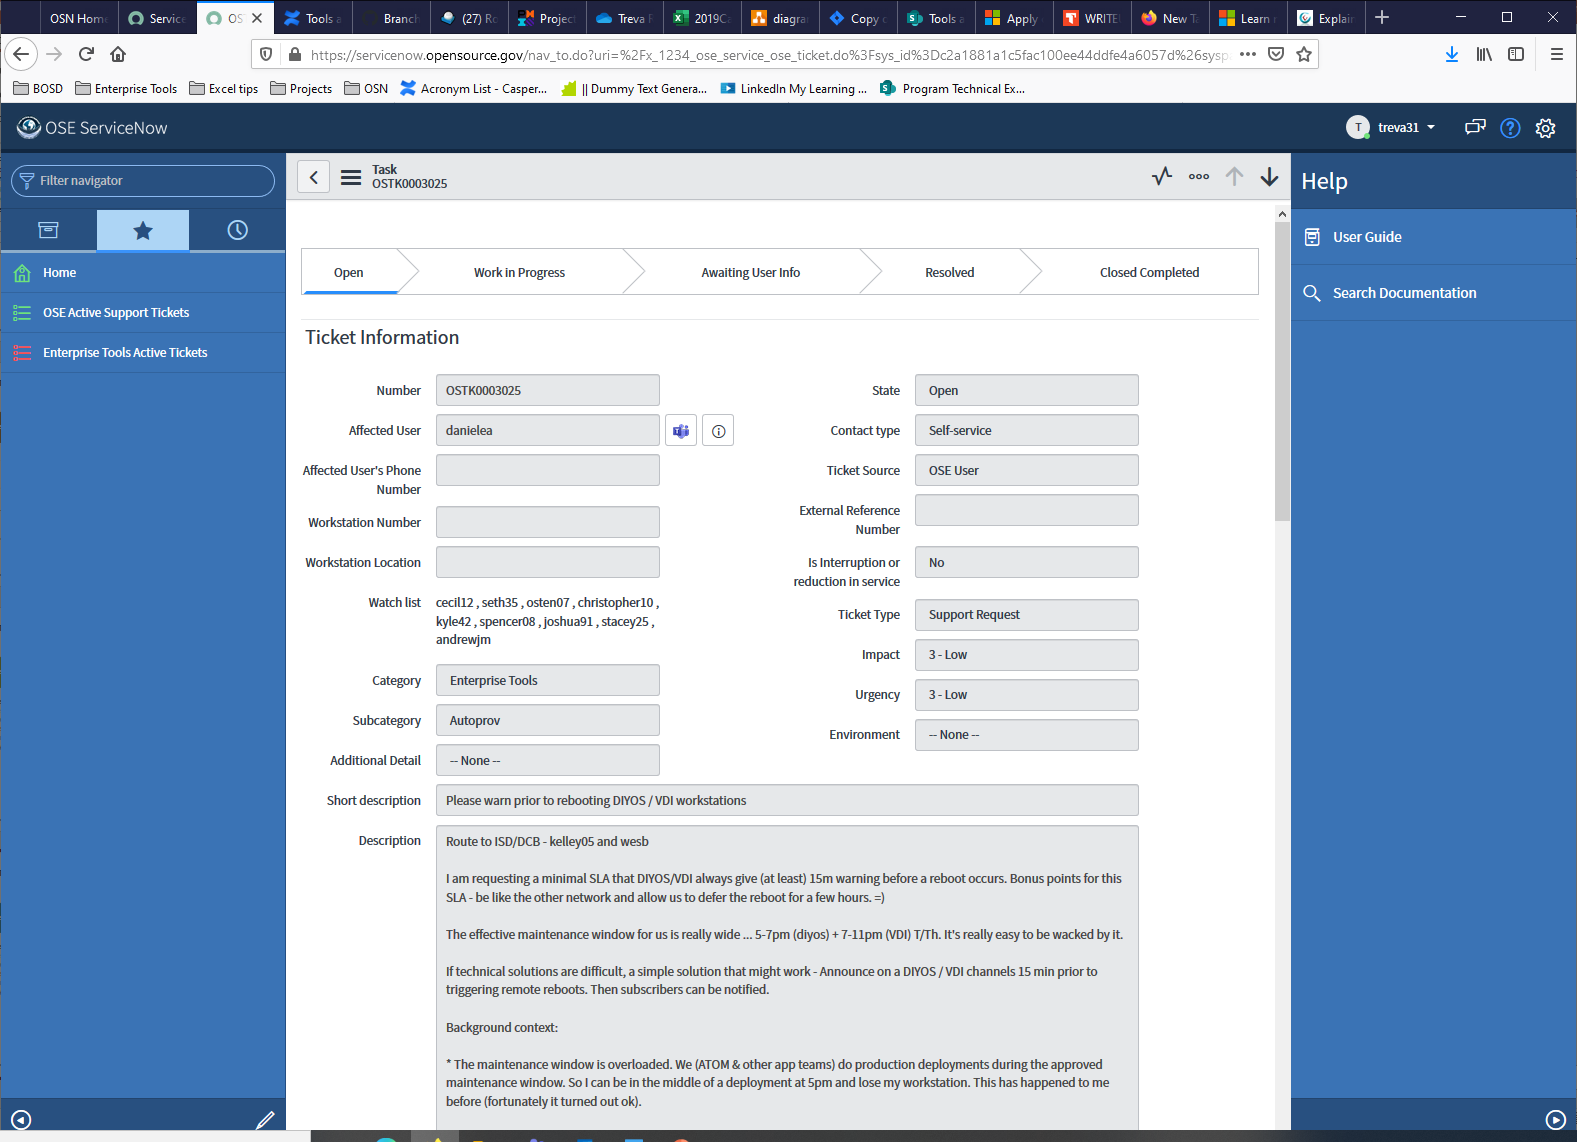 OSN Home
Service
OS
Tools a
Branch
(27) Ro
Project
Treva R
2019Ca
diagram
Copy o
Tools a
Apply
WRITE
New Ta
Learn
Explain
https://servicenow.opensource.gov/nav_to.do?uri=%2Fx_1234_ose_service_ose_ticket.do%3Fsys_id%3Dc2a1881a1c5fac100ee44ddfe4a6057d%26sysp
BOSD
Enterprise Tools
Excel tips
Projects
OSN
Acronym List - Casper...
|| Dummy Text Genera...
LinkedIn My Learning ...
Program Technical Ex...
OSE ServiceNow
T
treva31
Filter navigator
Home
OSE Active Support Tickets
Enterprise Tools Active Tickets
Task
OSTK0003025
Help
User Guide
Search Documentation
Open
Work in Progress
Awaiting User Info
Resolved
Closed Completed
Ticket Information
Number
OSTK0003025
Affected User
danielea
Affected User's Phone
Number
Workstation Number
Workstation Location
Watch list
cecil12 , seth35 , osten07 , christopher10 ,
kyle42 , spencer08 , joshua91 , stacey25 ,
andrewjm
Category
Enterprise Tools
Subcategory
Autoprov
Additional Detail
-- None --
State
Open
Contact type
Self-service
Ticket Source
OSE User
External Reference
Number
Is Interruption or
reduction in service
No
Ticket Type
Support Request
Impact
3 - Low
Urgency
3 - Low
Environment
-- None --
Short description
Please warn prior to rebooting DIYOS / VDI workstations
Description
Route to ISD/DCB - kelley05 and wesb
I am requesting a minimal SLA that DIYOS/VDI always give (at least) 15m warning before a reboot occurs. Bonus points for this
SLA - be like the other network and allow us to defer the reboot for a few hours. =)
The effective maintenance window for us is really wide ... 5-7pm (diyos) + 7-11pm (VDI) T/Th. It's really easy to be wacked by it.
If technical solutions are difficult, a simple solution that might work - Announce on a DIYOS / VDI channels 15 min prior to
triggering remote reboots. Then subscribers can be notified.
Background context:
* The maintenance window is overloaded. We (ATOM & other app teams) do production deployments during the approved
maintenance window. So I can be in the middle of a deployment at 5pm and lose my workstation. This has happened to me
before (fortunately it turned out ok).